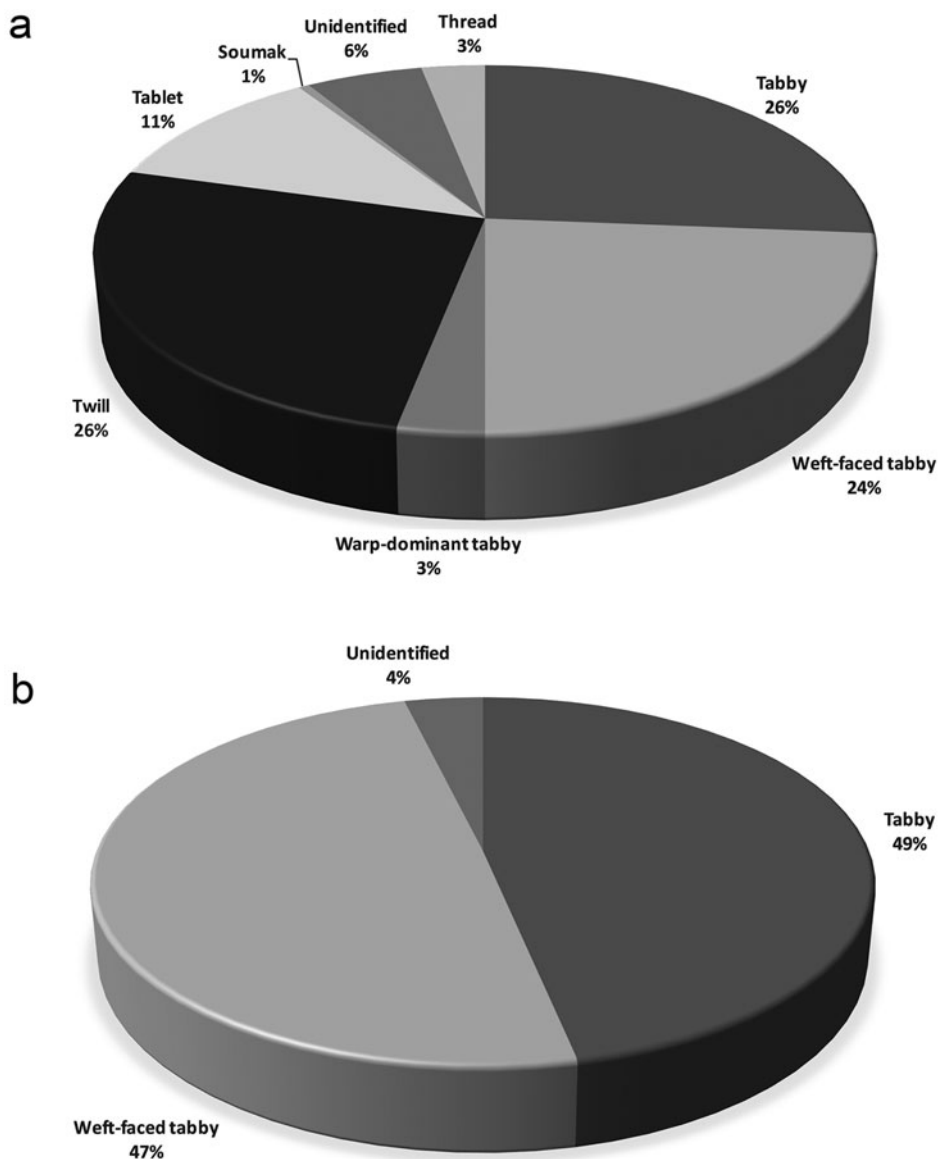 a
Thread
3%
Unidentified
6%
Soumak
1%
Tabby
26%
Tablet
11%
Twill
26%
Weft-faced tabby
24%
Warp-dominant tabby
3%
b
Unidentified
4%
Tabby
49%
Weft-faced tabby
47%